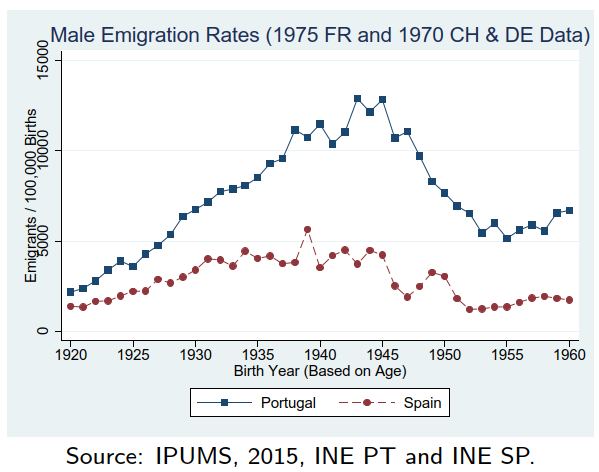 Male Emigration Rates (1975 FR and 1970 CH & DE Data)
Emigrants / 100,000 Births
15000
10000
5000
0
1920 1925 1930 1935 1940 1945 1950 1955 1960
Birth Year (Based on Age)
Portugal Spain
Source: IPUMS, 2015, INE PT and INE SP.